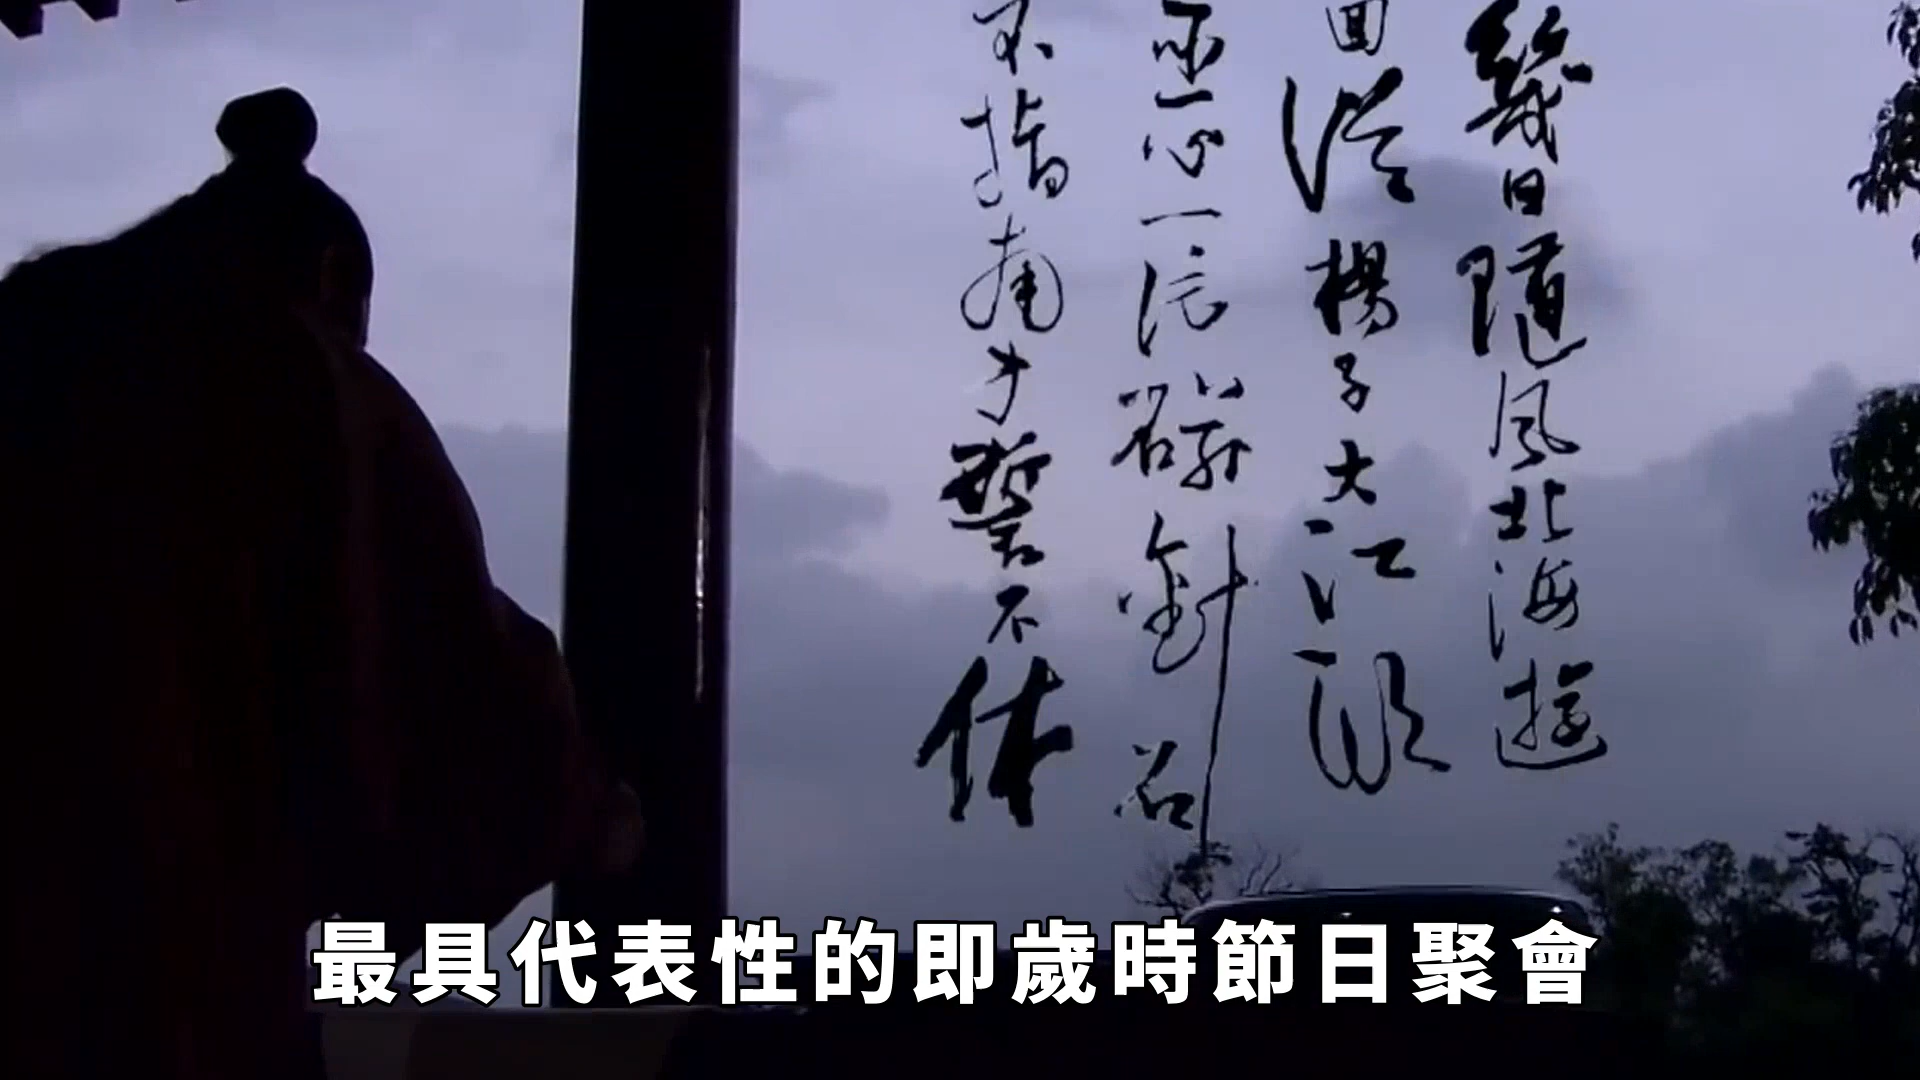 幾日隨風北海遊
回從楊子大江頭
臣心一片磁針石
不指南方誓不休
最具代表性的即歲時節日聚會